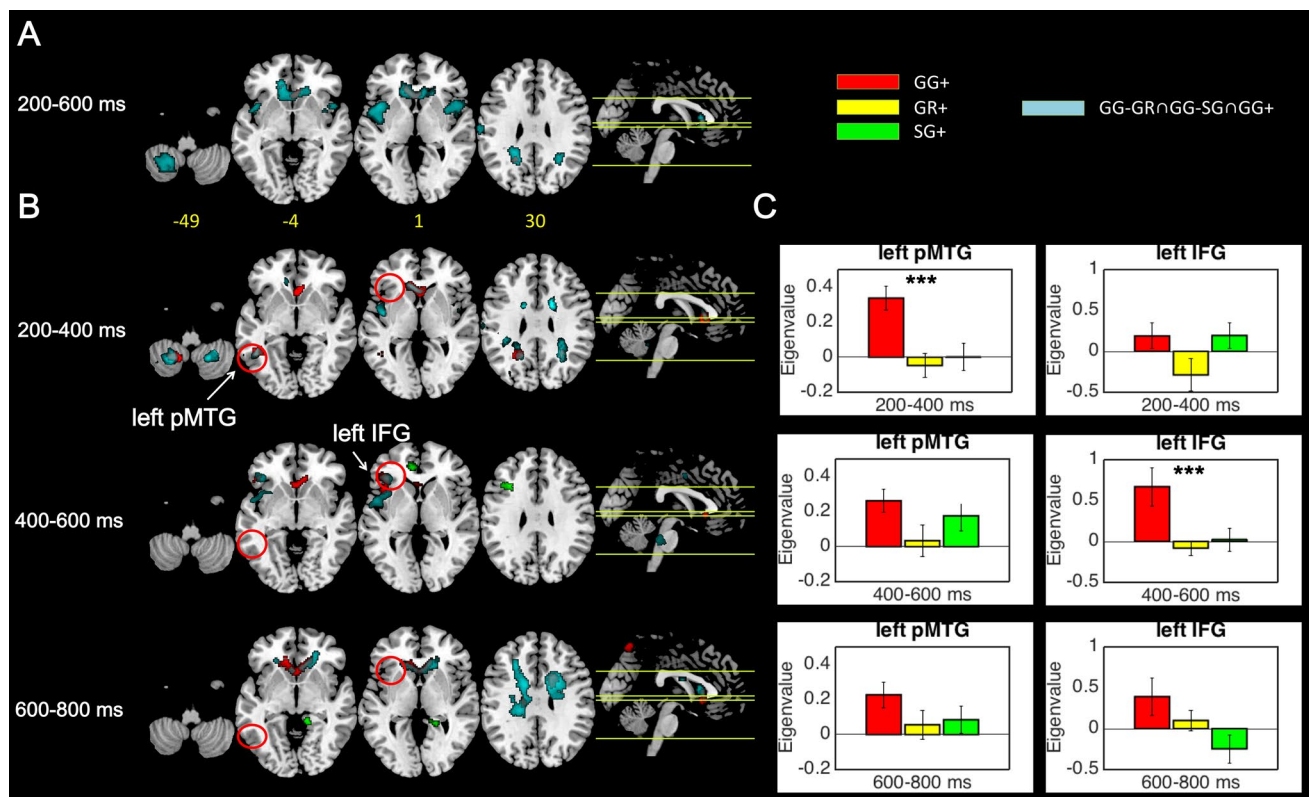 A
200-600 ms
GG+
GR+
SG+
GG-GR∩GG-SG∩GG+
B
-49 -4 1 30
200-400 ms
left pMTG
left IFG
400-600 ms
600-800 ms
C
left pMTG
Eigenvalue
0.4
0.2
0
-0.2
***
200-400 ms
left IFG
Eigenvalue
1
0.5
0
-0.5
200-400 ms
left pMTG
Eigenvalue
0.4
0.2
0
-0.2
400-600 ms
left IFG
Eigenvalue
1
0.5
0
-0.5
***
400-600 ms
left pMTG
Eigenvalue
0.4
0.2
0
-0.2
600-800 ms
left IFG
Eigenvalue
1
0.5
0
-0.5
600-800 ms